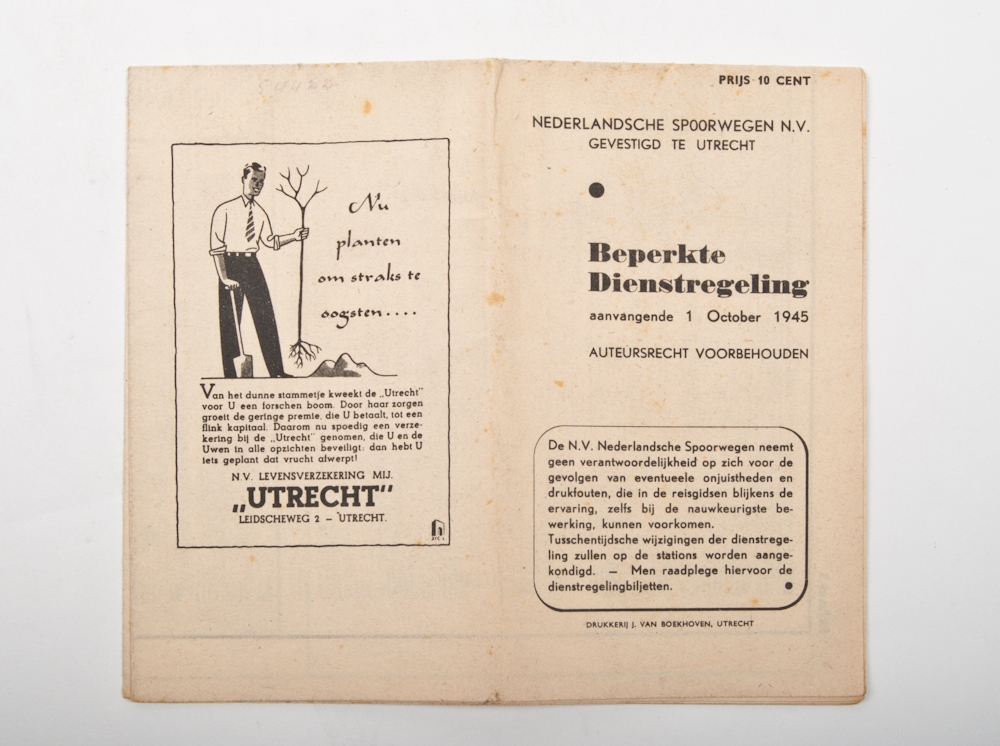 54422
Nu
planten
om straks te
oogsten....
Van het dunne stammetje kweekt de „Utrecht"
voor U een forschen boom. Door haar zorgen
groeit de geringe premie, die U betaalt, tot een
flink kapitaal. Daarom nu spoedig een verze-
kering bij de „Utrecht" genomen, die U en de
Uwen in alle opzichten beveiligt: dan hebt U
iets geplant dat vrucht afwerpt!
N.V. LEVENSVERZEKERING MIJ.
„UTRECHT"
LEIDSCHEWEG 2 – UTRECHT.
PRIJS 10 CENT
NEDERLANDSCHE SPOORWEGEN N.V.
GEVESTIGD TE UTRECHT
Beperkte
Dienstregeling
aanvangende 1 October 1945
AUTEURSRECHT VOORBEHOUDEN
De N.V. Nederlandsche Spoorwegen neemt
geen verantwoordelijkheid op zich voor de
gevolgen van eventueele onjuistheden en
drukfouten, die in de reisgidsen blijkens de
ervaring, zelfs bij de nauwkeurigste be-
werking, kunnen voorkomen.
Tusschentijdsche wijzigingen der dienstrege-
ling zullen op de stations worden aange-
kondigd. — Men raadplege hiervoor de
dienstregelingbiljetten.
DRUKKERIJ J. VAN BOEKHOVEN, UTRECHT